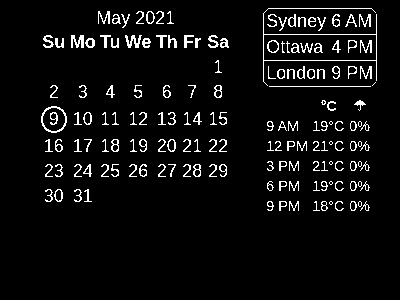 May 2021
Su Mo Tu We Th Fr Sa
1
2 3 4 5 6 7 8
9 10 11 12 13 14 15
16 17 18 19 20 21 22
23 24 25 26 27 28 29
30 31
Sydney 6 AM
Ottawa 4 PM
London 9 PM
°C ☂
9 AM 19°C 0%
12 PM 21°C 0%
3 PM 21°C 0%
6 PM 19°C 0%
9 PM 18°C 0%